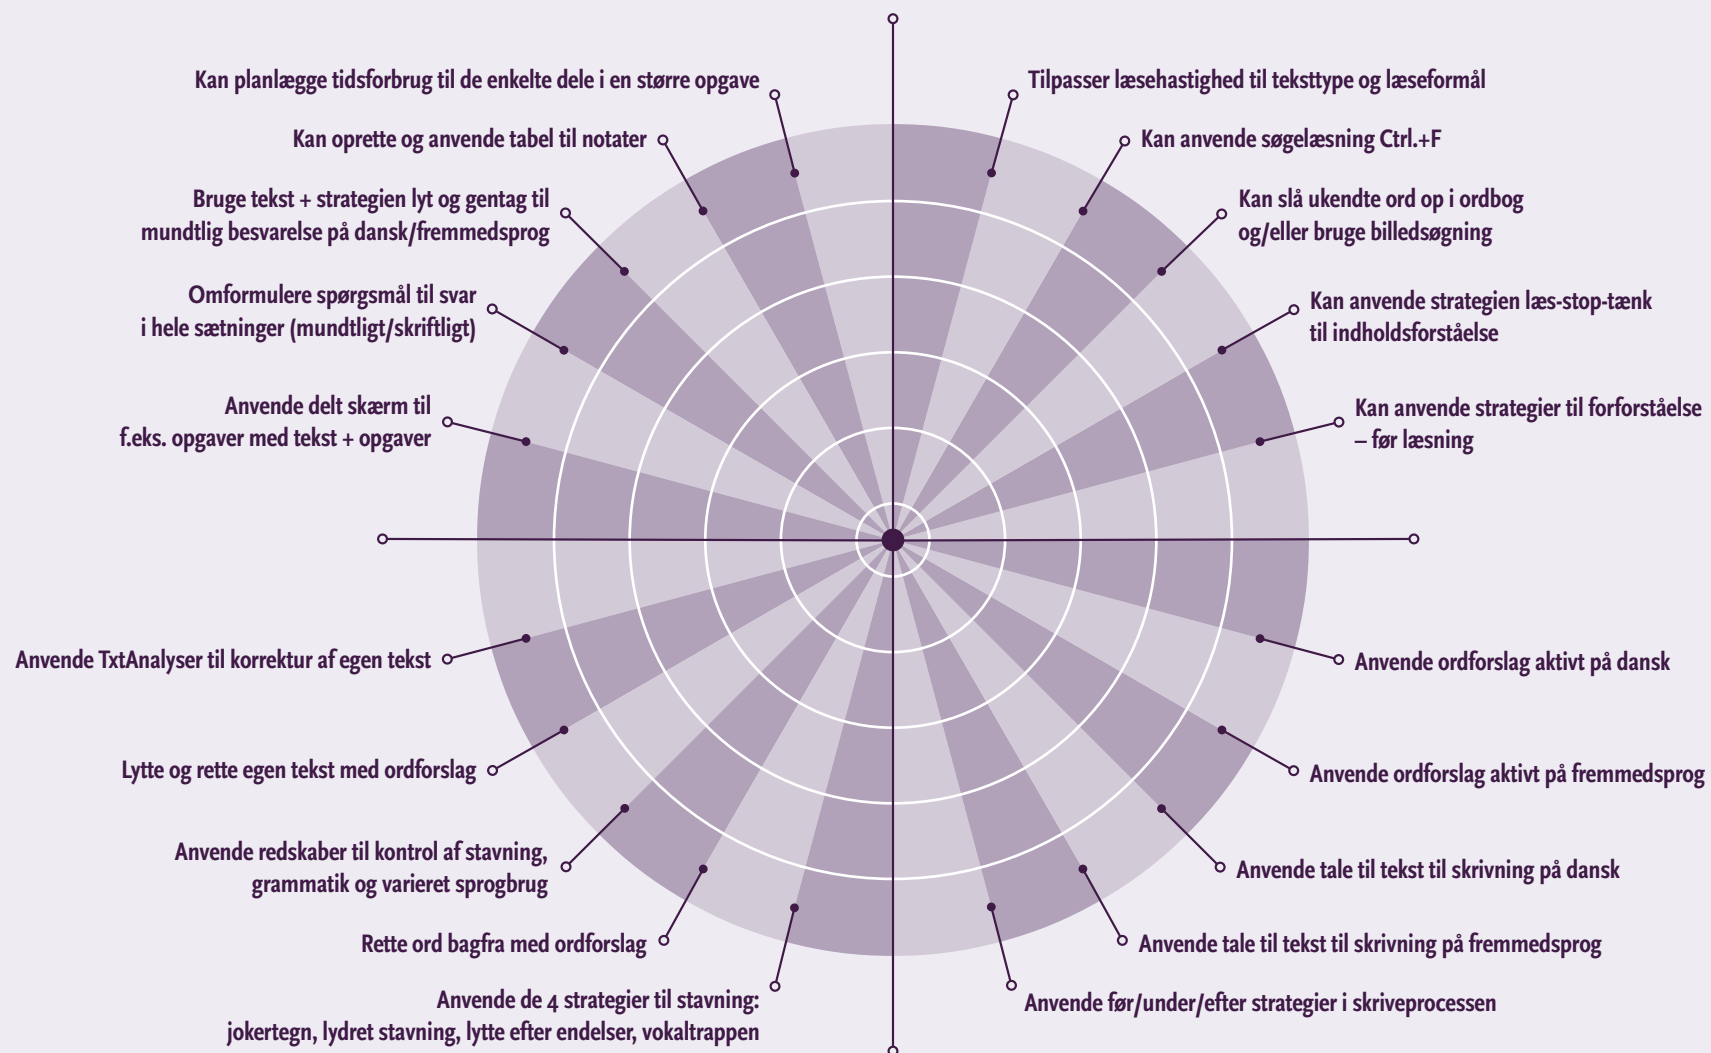 Kan planlægge tidsforbrug til de enkelte dele i en større opgave
Kan oprette og anvende tabel til notater
Bruge tekst + strategien lyt og gentag til
mundtlig besvarelse på dansk/fremmedsprog
Omformulere spørgsmål til svar
i hele sætninger (mundtligt/skriftligt)
Anvende delt skærm til
f.eks. opgaver med tekst + opgaver
Tilpasser læsehastighed til teksttype og læseformål
Kan anvende søgelæsning Ctrl.+F
Kan slå ukendte ord op i ordbog
og/eller bruge billedsøgning
Kan anvende strategien læs-stop-tænk
til indholdsforståelse
Kan anvende strategier til forforståelse
– før læsning
Anvende TxtAnalyser til korrektur af egen tekst
Lytte og rette egen tekst med ordforslag
Anvende redskaber til kontrol af stavning,
grammatik og varieret sprogbrug
Rette ord bagfra med ordforslag
Anvende de 4 strategier til stavning:
jokertegn, lydret stavning, lytte efter endelser, vokaltrappen
Anvende ordforslag aktivt på dansk
Anvende ordforslag aktivt på fremmedsprog
Anvende tale til tekst til skrivning på dansk
Anvende tale til tekst til skrivning på fremmedsprog
Anvende før/under/efter strategier i skriveprocessen